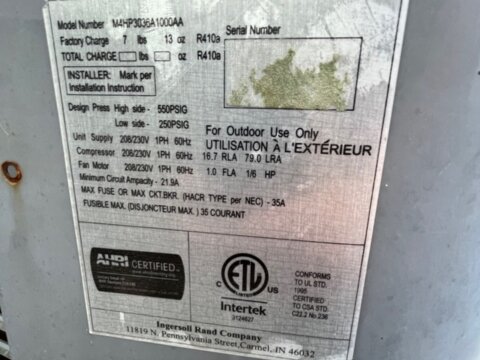 Model Number M4HP3036A1000AA
Factory Charge 7 lbs 13 oz R410a
TOTAL CHARGE lbs oz R410a
Serial Number
INSTALLER: Mark per
Installation Instruction
Design Press High side - 550PSIG
Low side - 250PSIG
For Outdoor Use Only
UTILISATION À L'EXTÉRIEUR
Unit Supply 208/230V 1PH 60Hz
Compressor 208/230V 1PH 60Hz 16.7 RLA 79.0 LRA
Fan Motor 208/230V 1PH 60Hz 1.0 FLA 1/6 HP
Minimum Circuit Ampacity - 21.9A
MAX FUSE OR MAX CKT.BKR. (HACR TYPE per NEC) - 35A
FUSIBLE MAX. (DISJONCTEUR MAX.) 35 COURANT
AHRI CERTIFIED
C ETL US
Intertek
3124627
CONFORMS
TO UL STD.
1995
CERTIFIED
TO CSA STD.
C22.2 No.236
Ingersoll Rand Company
11819 N. Pennsylvania Street,Carmel, IN 46032